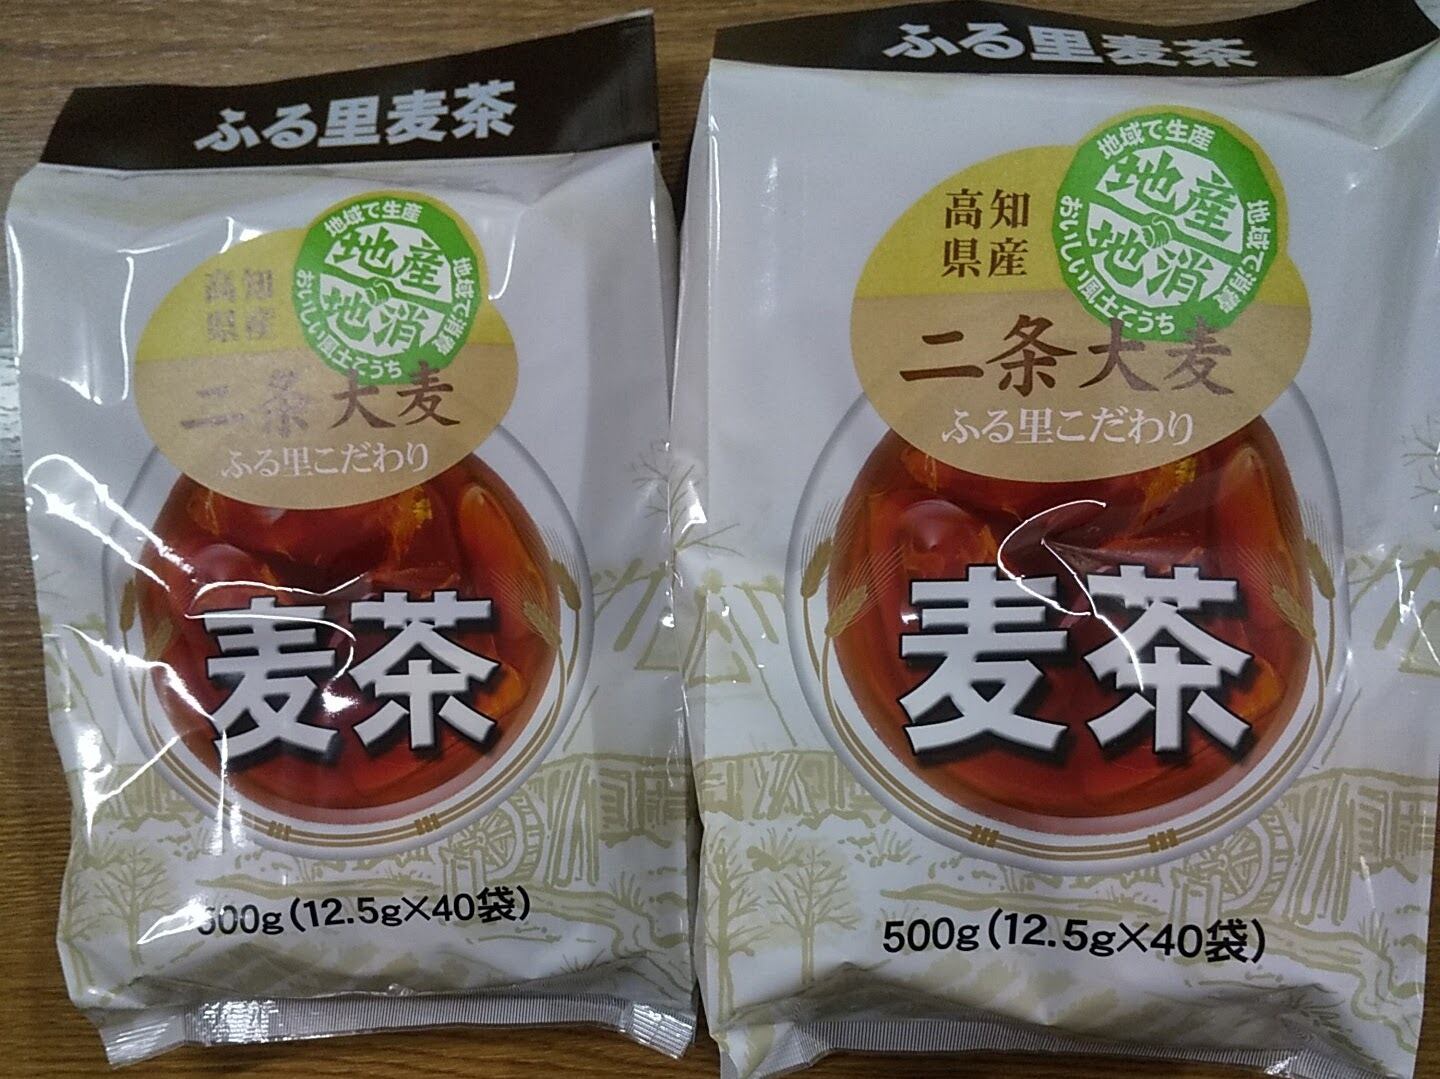 ふる里麦茶
地域で生産
地産
地消
地域で消費
おいしい風土こうち
高知
県産
二条大麦
ふる里こだわり
麦茶
500g(12.5g×40袋)
ふる里麦茶
地域で生産
地産
地消
地域で消費
おいしい風土こうち
高知
県産
二条大麦
ふる里こだわり
麦茶
500g(12.5g×40袋)